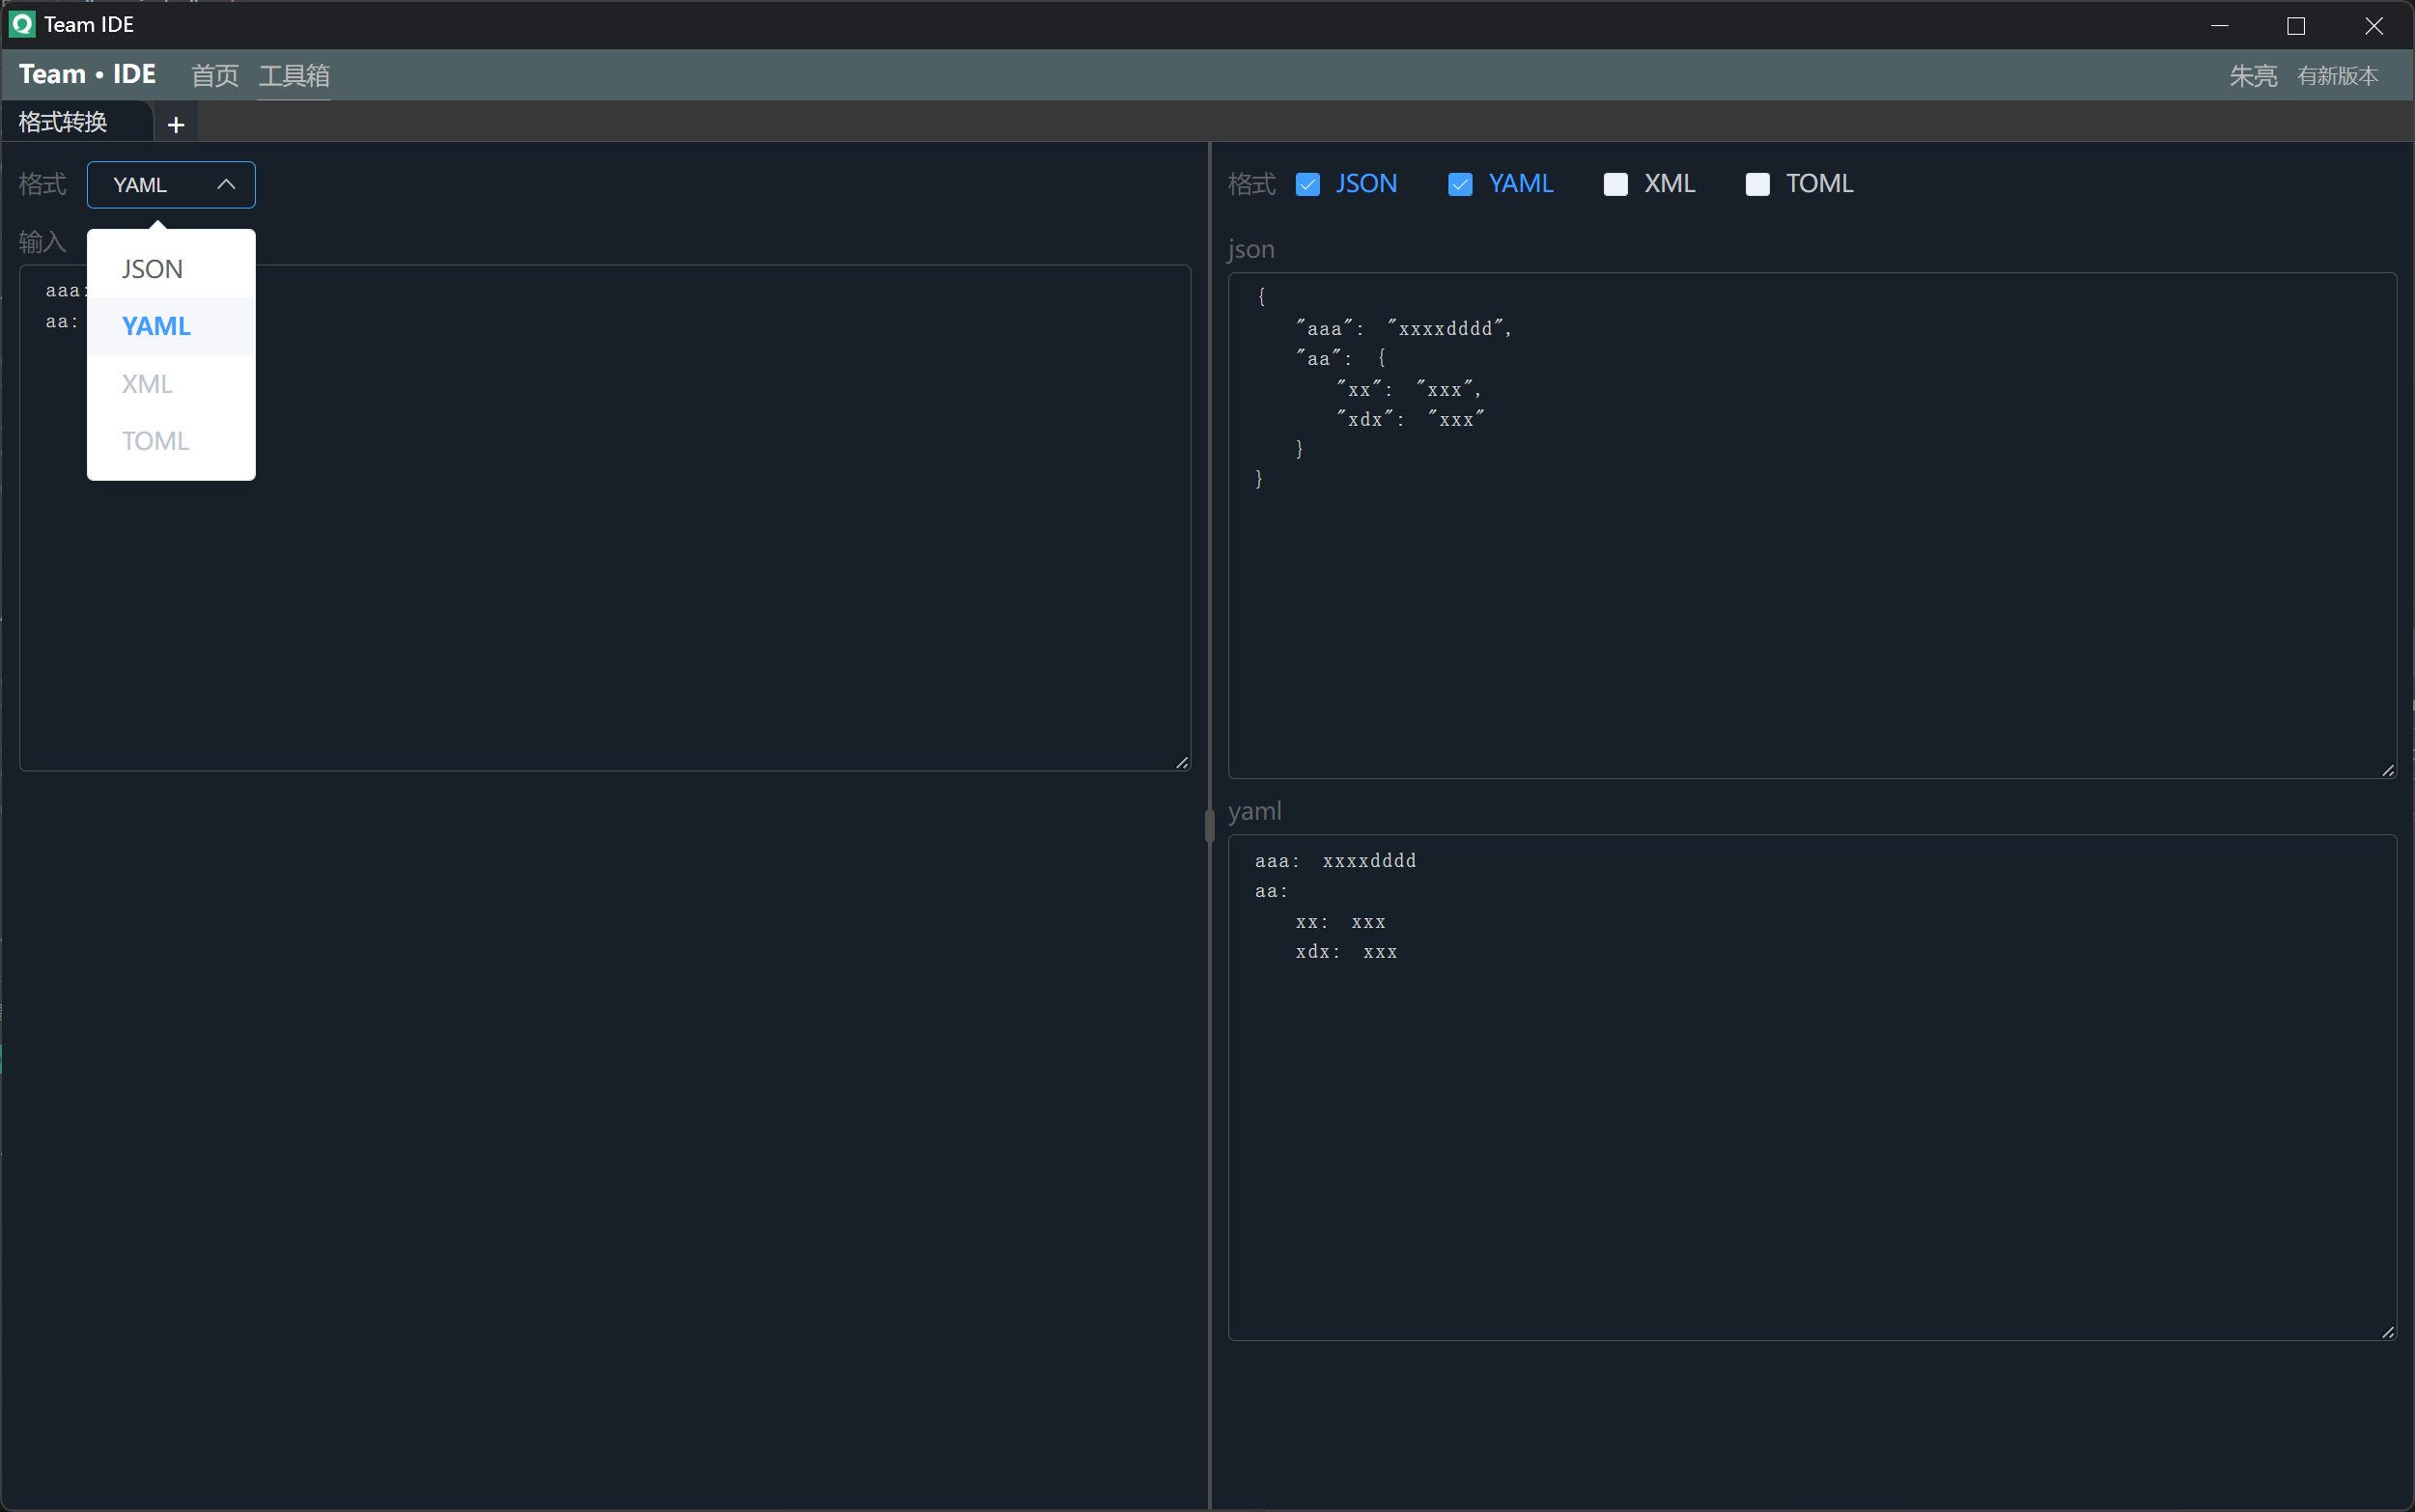 Team IDE
Team • IDE 首页 工具箱 朱亮 有新版本
格式转换 +
格式 YAML
JSON
YAML
XML
TOML
输入
aaa:
aa:
格式 JSON YAML XML TOML
json
{
    "aaa": "xxxxdddd",
    "aa": {
        "xx": "xxx",
        "xdx": "xxx"
    }
}
yaml
aaa: xxxxdddd
aa:
    xx: xxx
    xdx: xxx